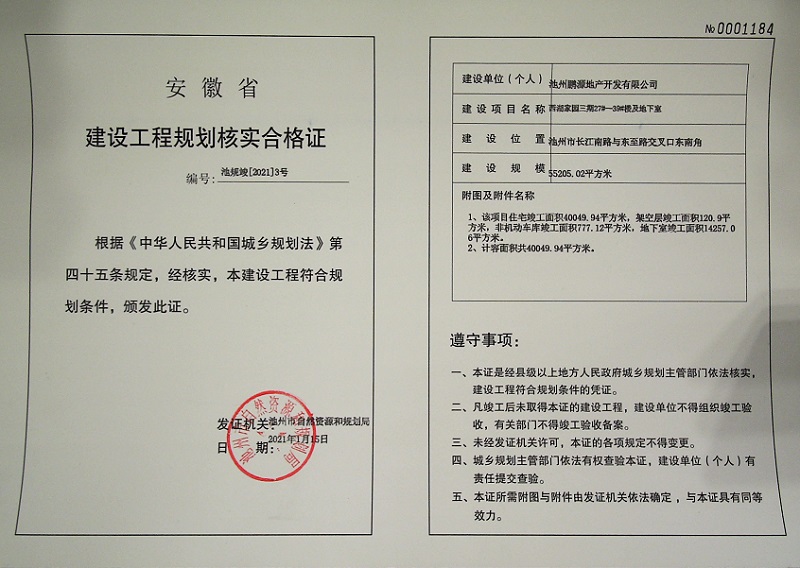 No 0001184
安徽省
建设工程规划核实合格证
编号：池规竣[2021]3号
根据《中华人民共和国城乡规划法》第
四十五条规定，经核实，本建设工程符合规
划条件，颁发此证。
发证机关：池州市自然资源和规划局
日期：2021年1月15日
池州市自然资源和规划局
建设单位（个人） 池州鹏源地产开发有限公司
建设项目名称 西湖家园三期27#--39#楼及地下室
建设位置 池州市长江南路与东至路交叉口东南角
建设规模 55205.02平方米
附图及附件名称
1、该项目住宅竣工面积40049.94平方米，架空层竣工面积120.9平
方米，非机动车库竣工面积777.12平方米，地下室竣工面积14257.0
6平方米。
2、计容面积共40049.94平方米。
遵守事项：
一、本证是经县级以上地方人民政府城乡规划主管部门依法核实，
建设工程符合规划条件的凭证。
二、凡竣工后未取得本证的建设工程，建设单位不得组织竣工验
收，有关部门不得竣工验收备案。
三、未经发证机关许可，本证的各项规定不得变更。
四、城乡规划主管部门依法有权查验本证，建设单位（个人）有
责任提交查验。
五、本证所需附图与附件由发证机关依法确定，与本证具有同等
效力。